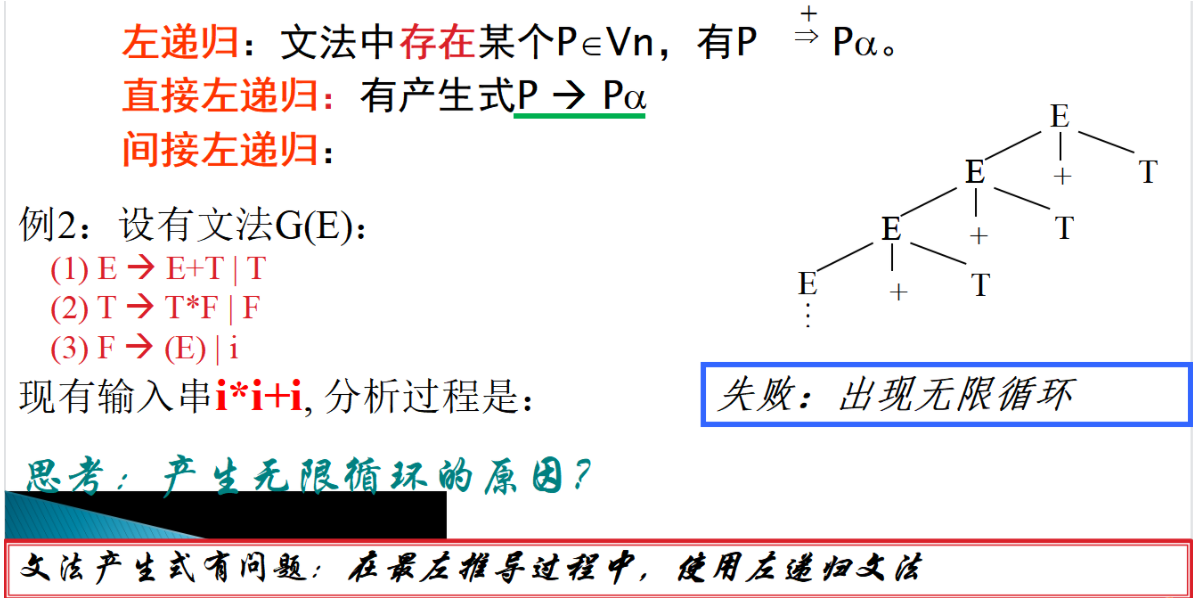 左递归：文法中存在某个P∈Vn，有P ⇒+ Pα。
直接左递归：有产生式P → Pα
间接左递归：
例2：设有文法G(E)：
(1) E → E+T | T
(2) T → T*F | F
(3) F → (E) | i
现有输入串i*i+i, 分析过程是：
E
E + T
E + T
E + T
⋮
失败：出现无限循环
思考：产生无限循环的原因？
文法产生式有问题：在最左推导过程中，使用左递归文法